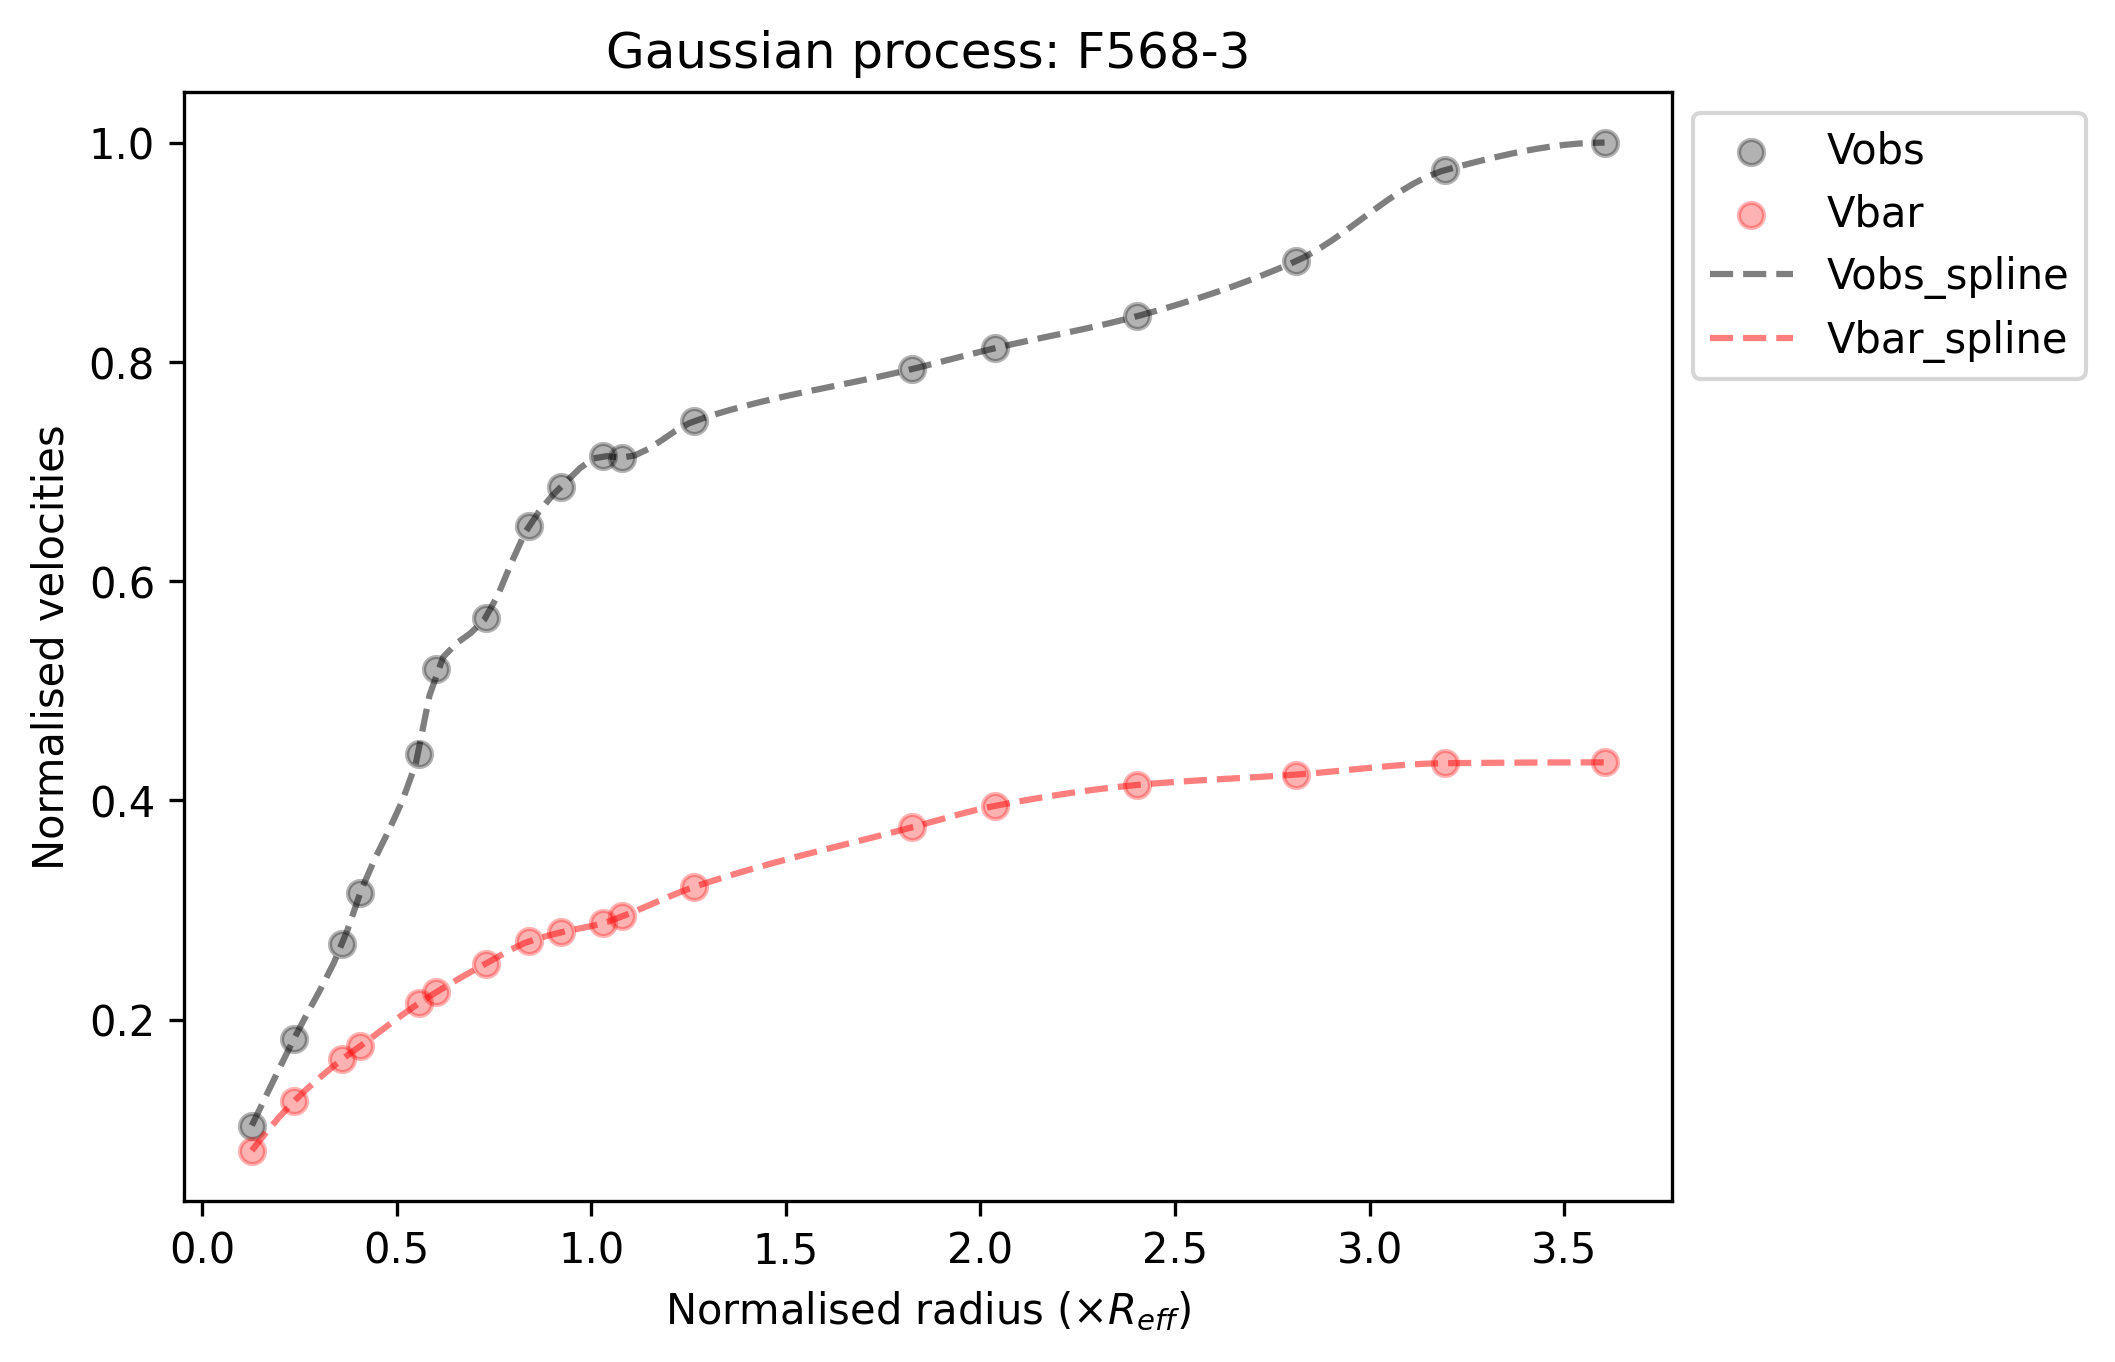 Gaussian process: F568-3
1.0
0.8
0.6
0.4
0.2
Normalised velocities
0.0 0.5 1.0 1.5 2.0 2.5 3.0 3.5
Normalised radius (×R_eff)
Vobs
Vbar
Vobs_spline
Vbar_spline